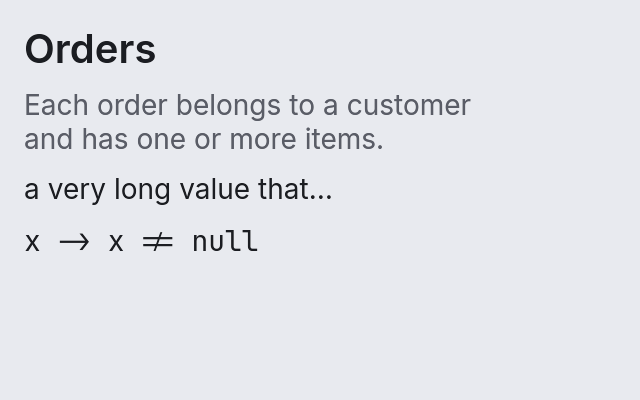 Orders
Each order belongs to a customer
and has one or more items.
a very long value that…
x -> x != null